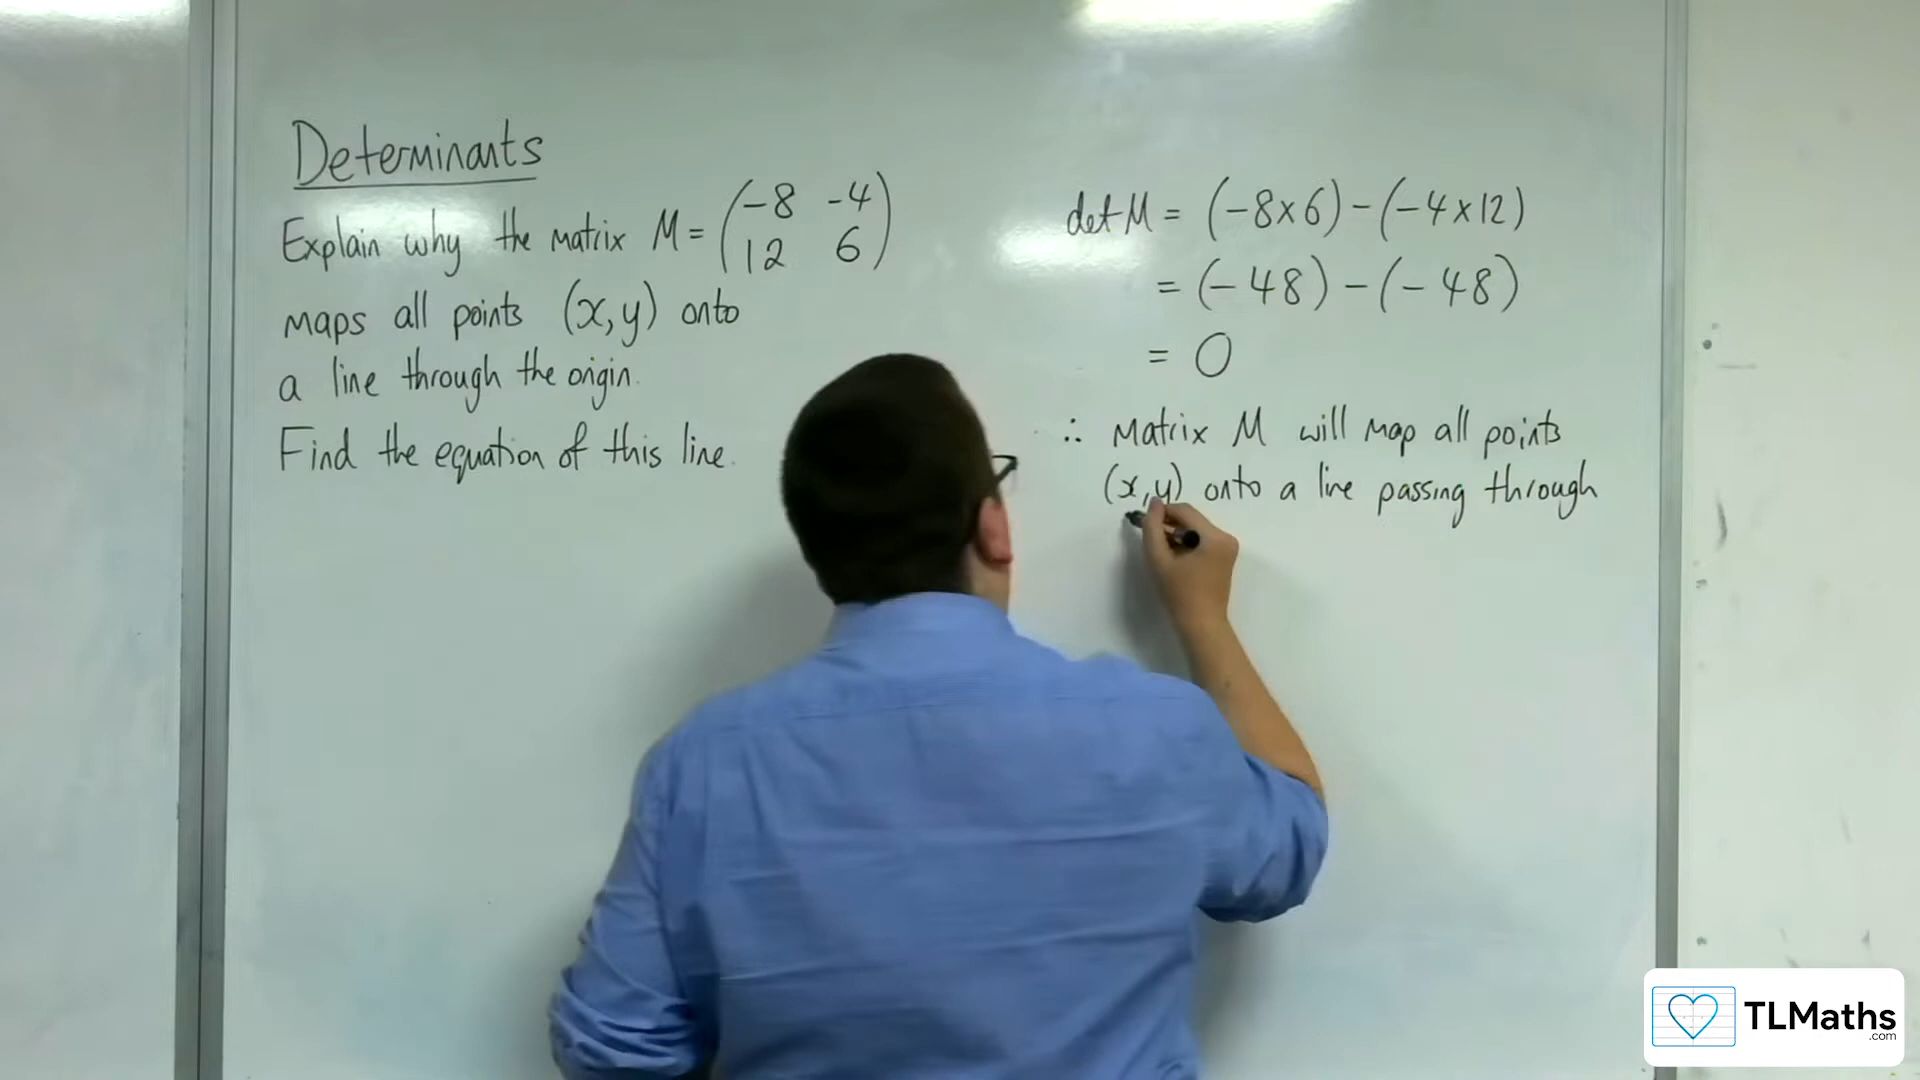 Determinants
Explain why the matrix M = (-8 -4
12 6)
maps all points (x, y) onto
a line through the origin.
Find the equation of this line.
det M = (-8×6) - (-4×12)
= (-48) - (-48)
= 0
∴ Matrix M will map all points
(x, y) onto a line passing through
TLMaths
.com